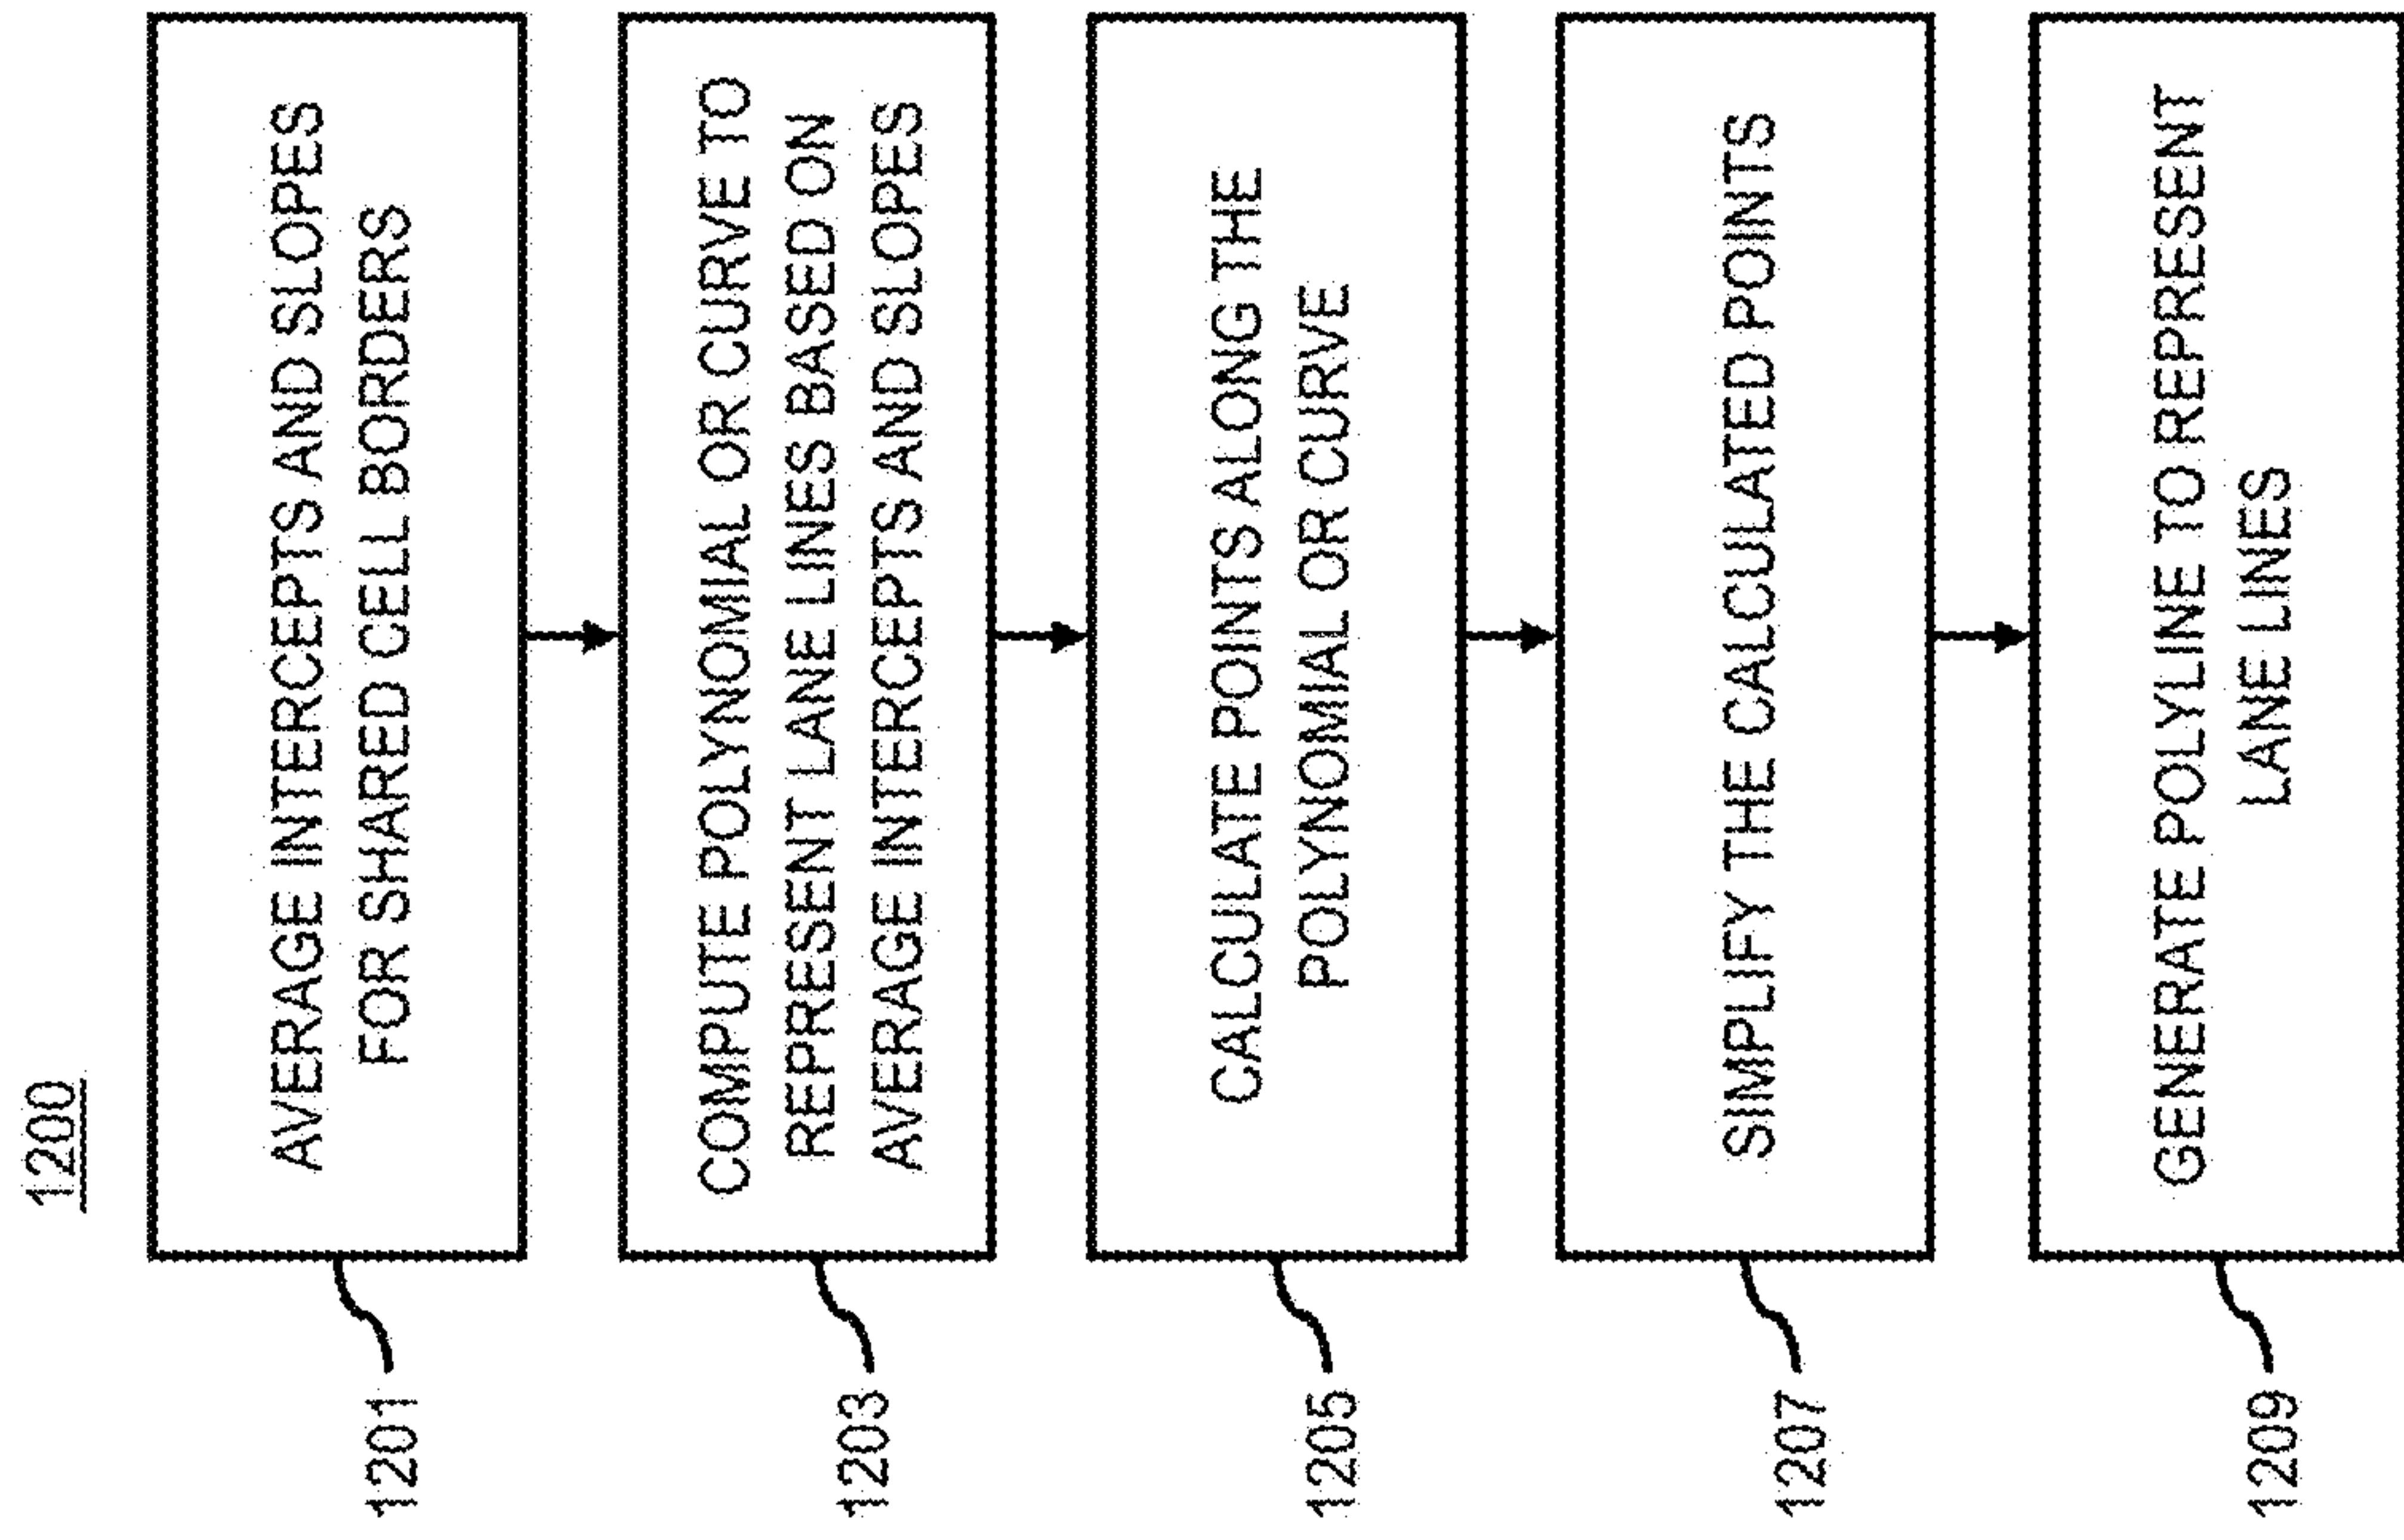 1200
AVERAGE INTERCEPTS AND SLOPES
FOR SHARED CELL BORDERS
1201
COMPUTE POLYNOMIAL OR CURVE TO
REPRESENT LANE LINES BASED ON
AVERAGE INTERCEPTS AND SLOPES
1203
CALCULATE POINTS ALONG THE
POLYNOMIAL OR CURVE
1205
SIMPLIFY THE CALCULATED POINTS
1207
GENERATE POLYLINE TO REPRESENT
LANE LINES
1209